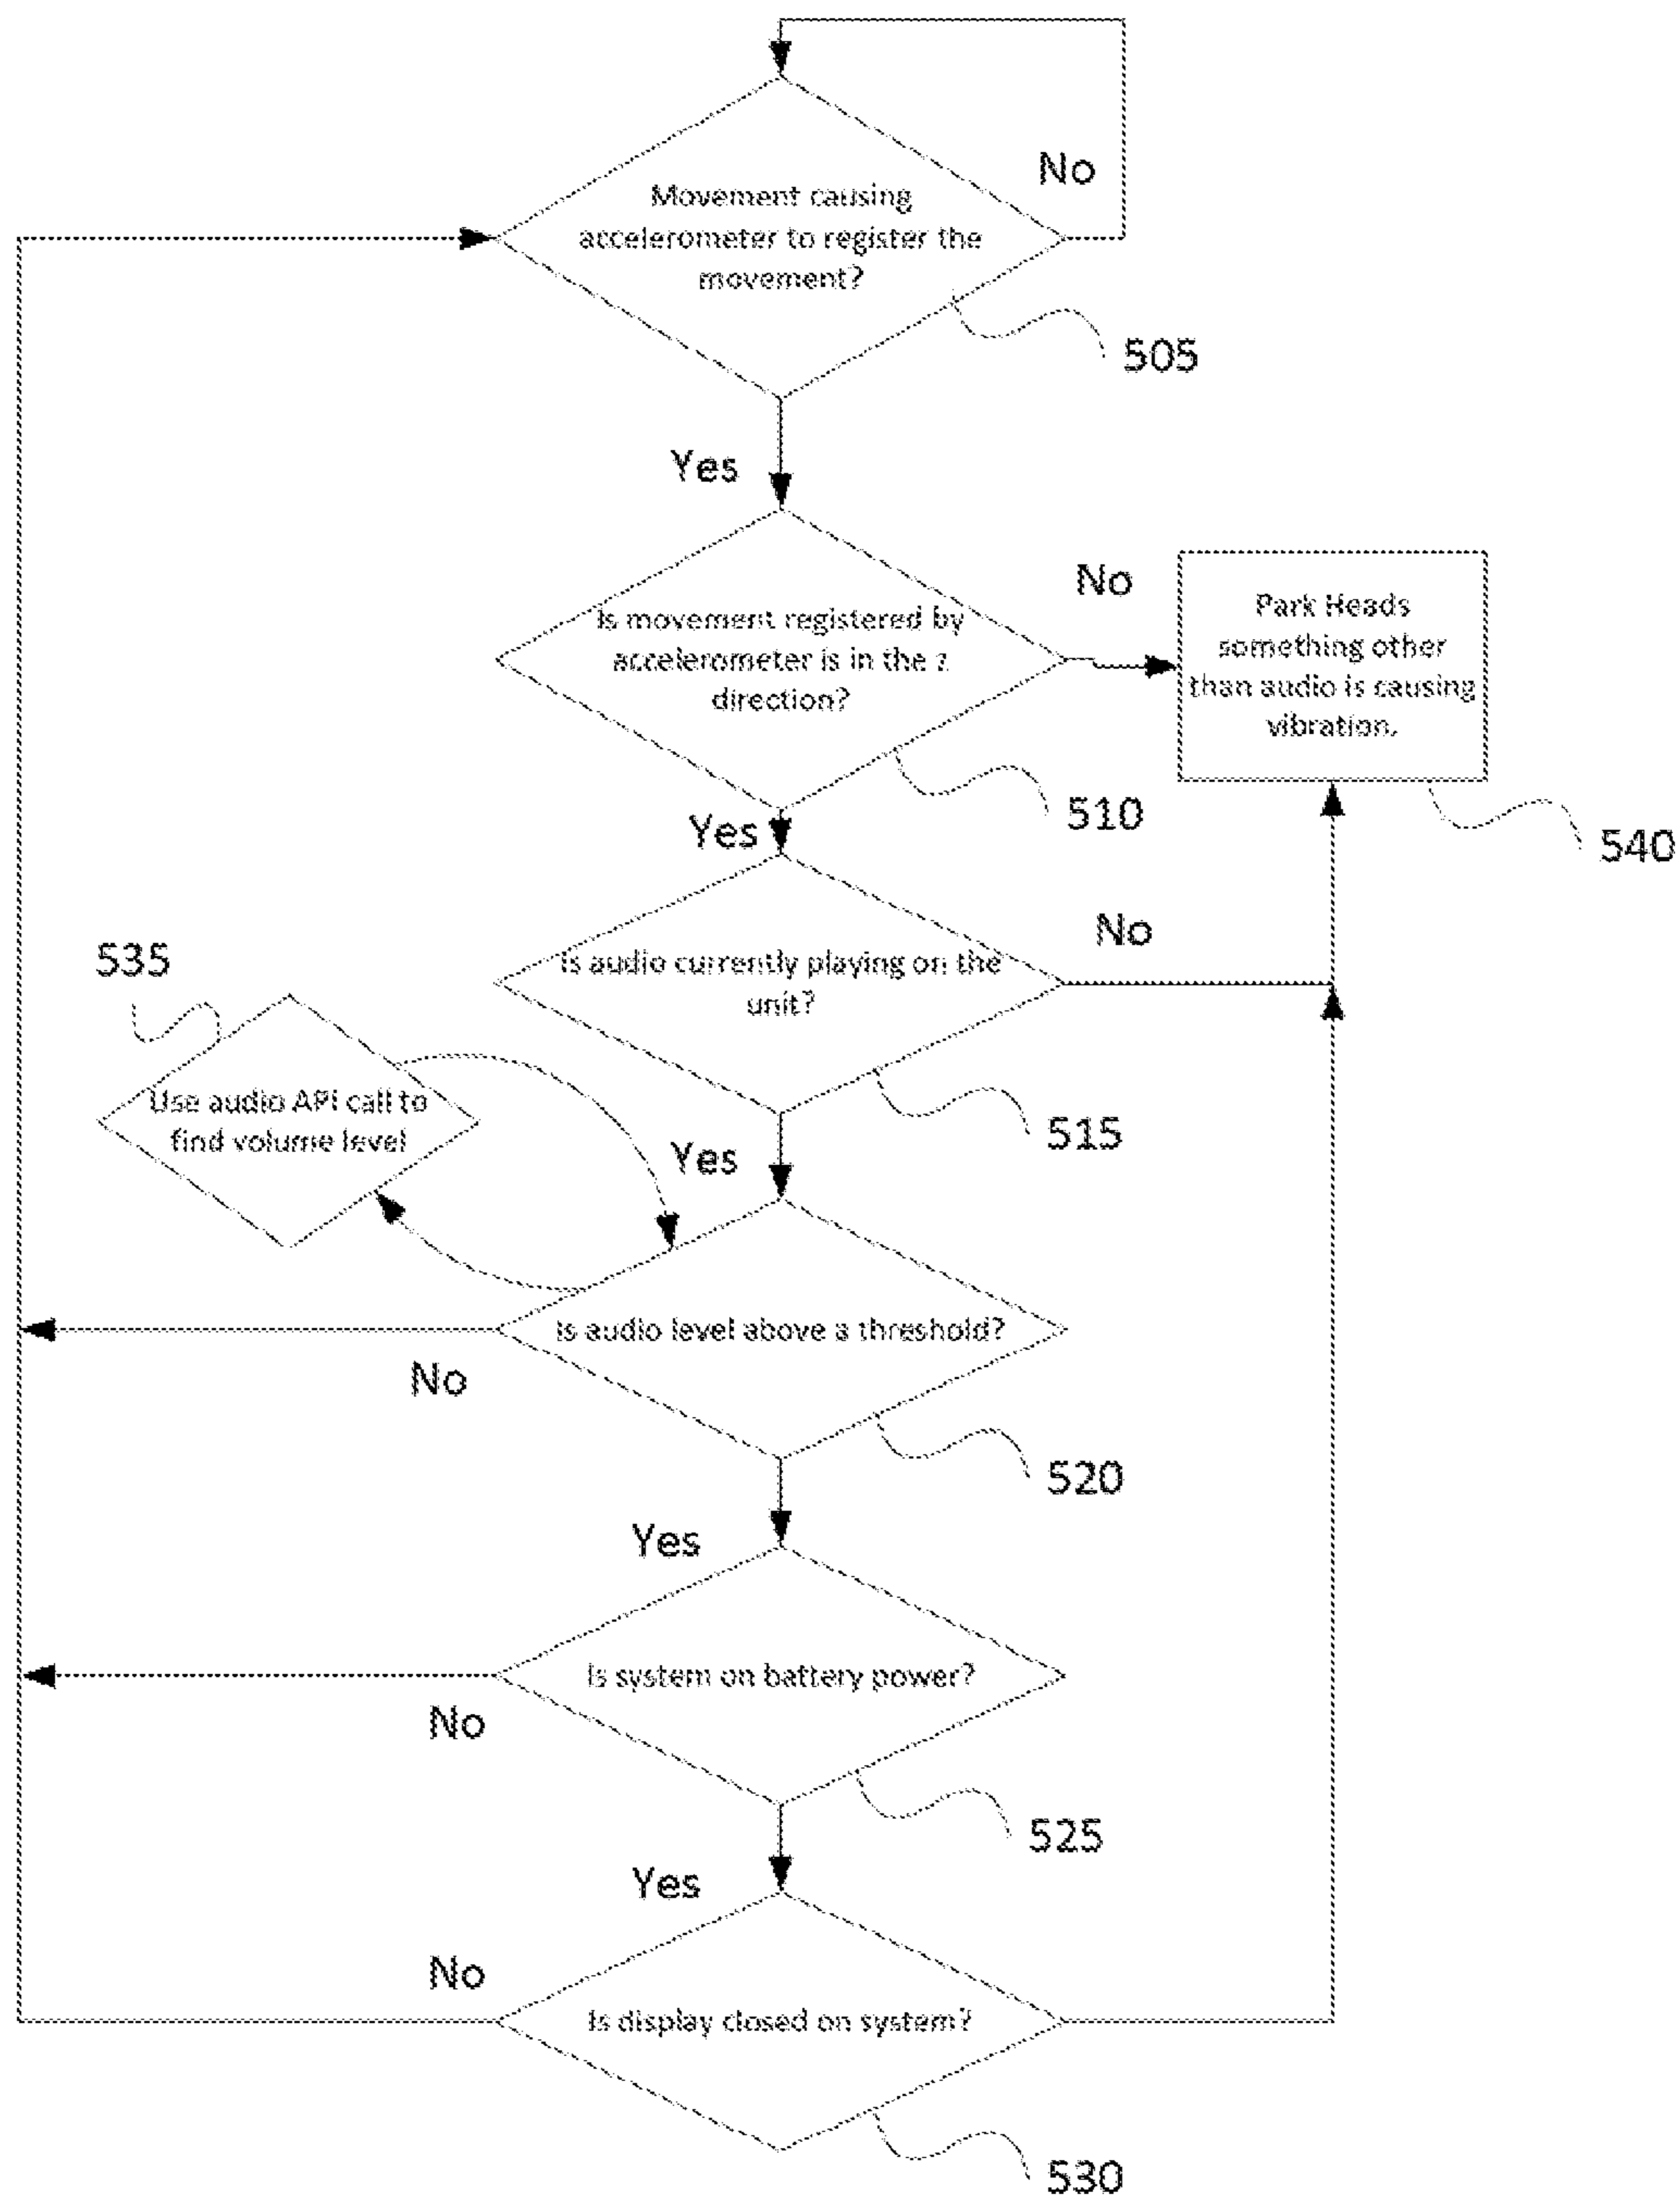 No
Movement causing
accelerometer to register the
movement?
505
Yes
No
Is movement registered by
accelerometer is in the z
direction?
Park Heads
something other
than audio is causing
vibration.
510
540
Yes
No
535
Is audio currently playing on the
unit?
Use audio API call to
find volume level
515
Yes
Is audio level above a threshold?
No
520
Yes
Is system on battery power?
No
525
Yes
No
Is display closed on system?
530